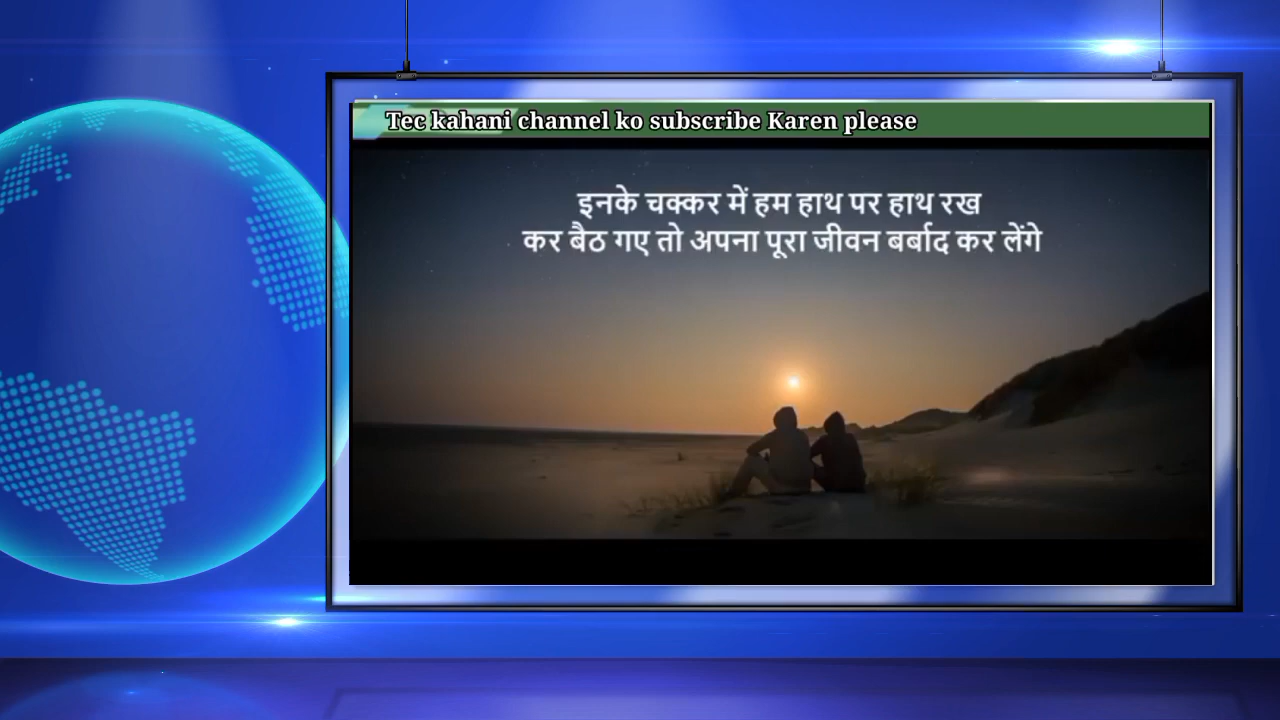 Tec kahani channel ko subscribe Karen please
इनके चक्कर में हम हाथ पर हाथ रख
कर बैठ गए तो अपना पूरा जीवन बर्बाद कर लेंगे